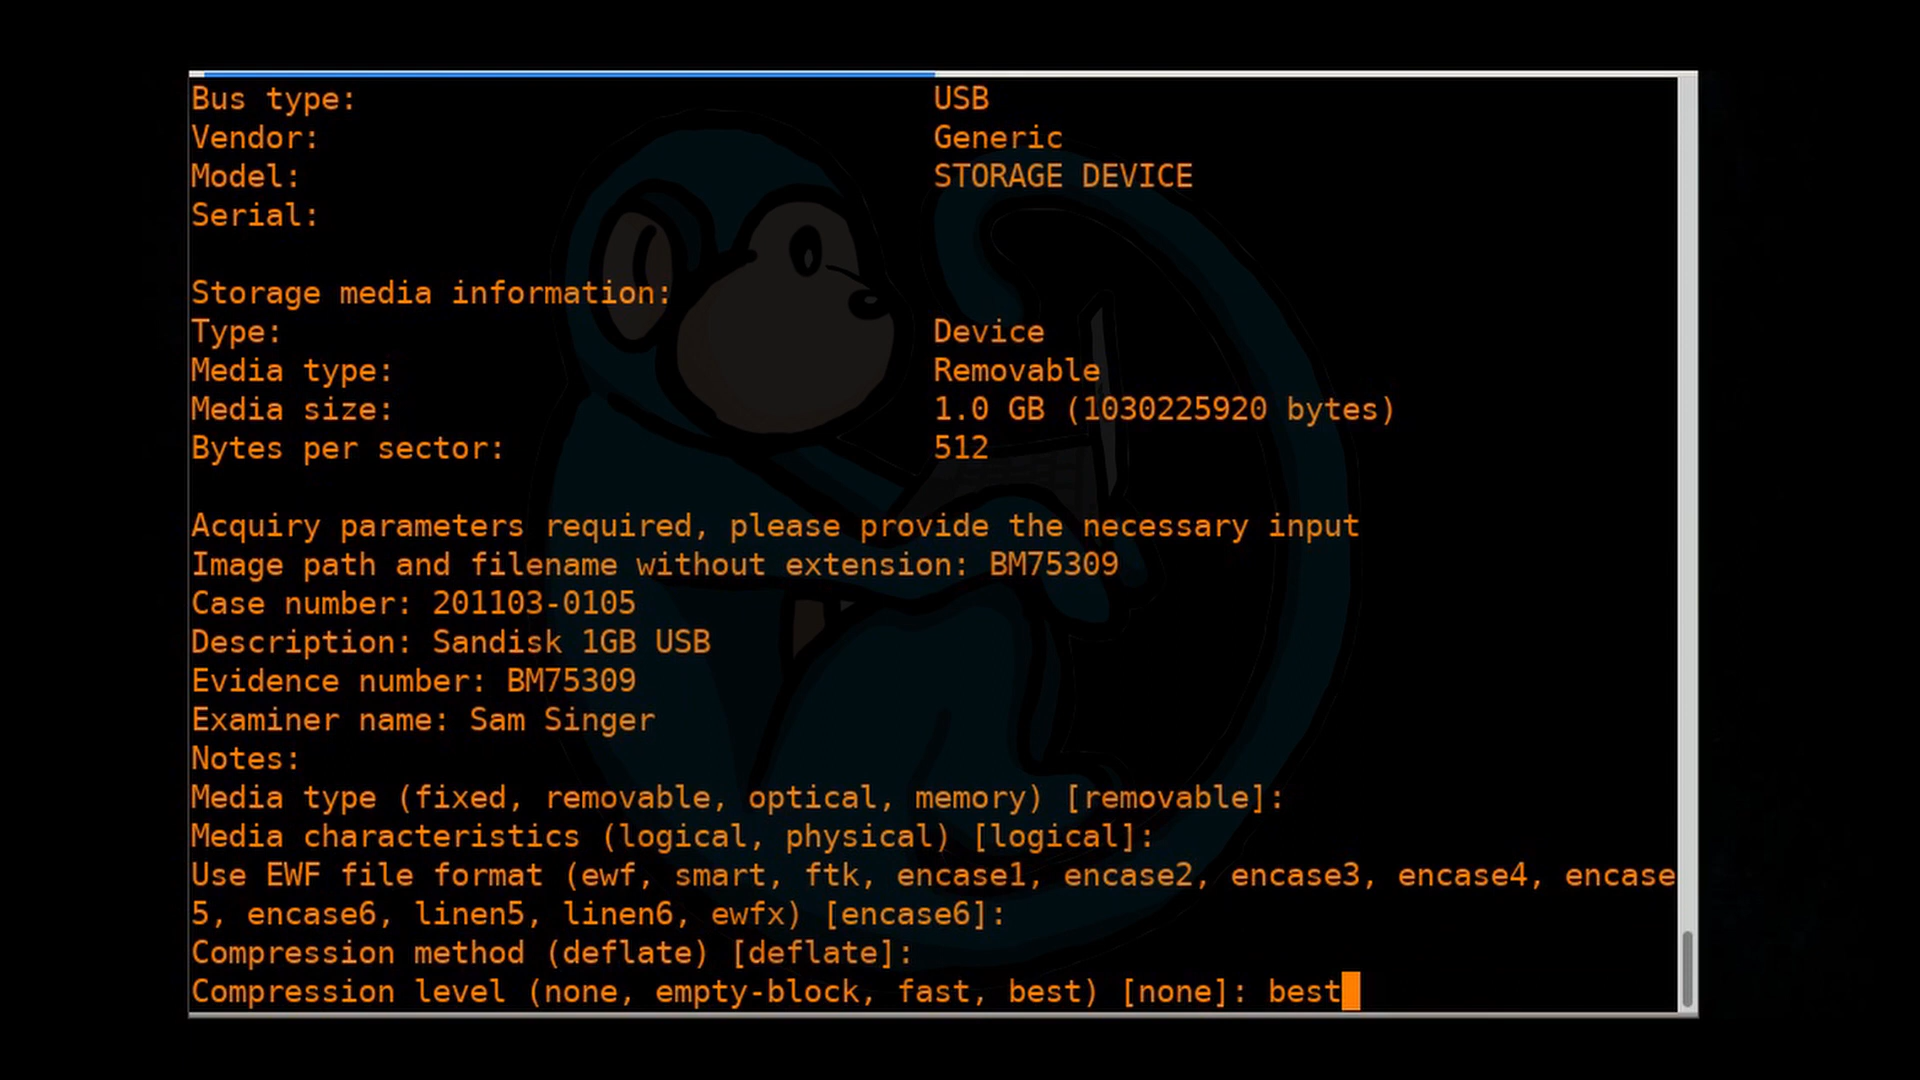 Bus type: USB
Vendor: Generic
Model: STORAGE DEVICE
Serial:
Storage media information:
Type: Device
Media type: Removable
Media size: 1.0 GB (1030225920 bytes)
Bytes per sector: 512
Acquiry parameters required, please provide the necessary input
Image path and filename without extension: BM75309
Case number: 201103-0105
Description: Sandisk 1GB USB
Evidence number: BM75309
Examiner name: Sam Singer
Notes:
Media type (fixed, removable, optical, memory) [removable]:
Media characteristics (logical, physical) [logical]:
Use EWF file format (ewf, smart, ftk, encase1, encase2, encase3, encase4, encase
5, encase6, linen5, linen6, ewfx) [encase6]:
Compression method (deflate) [deflate]:
Compression level (none, empty-block, fast, best) [none]: best